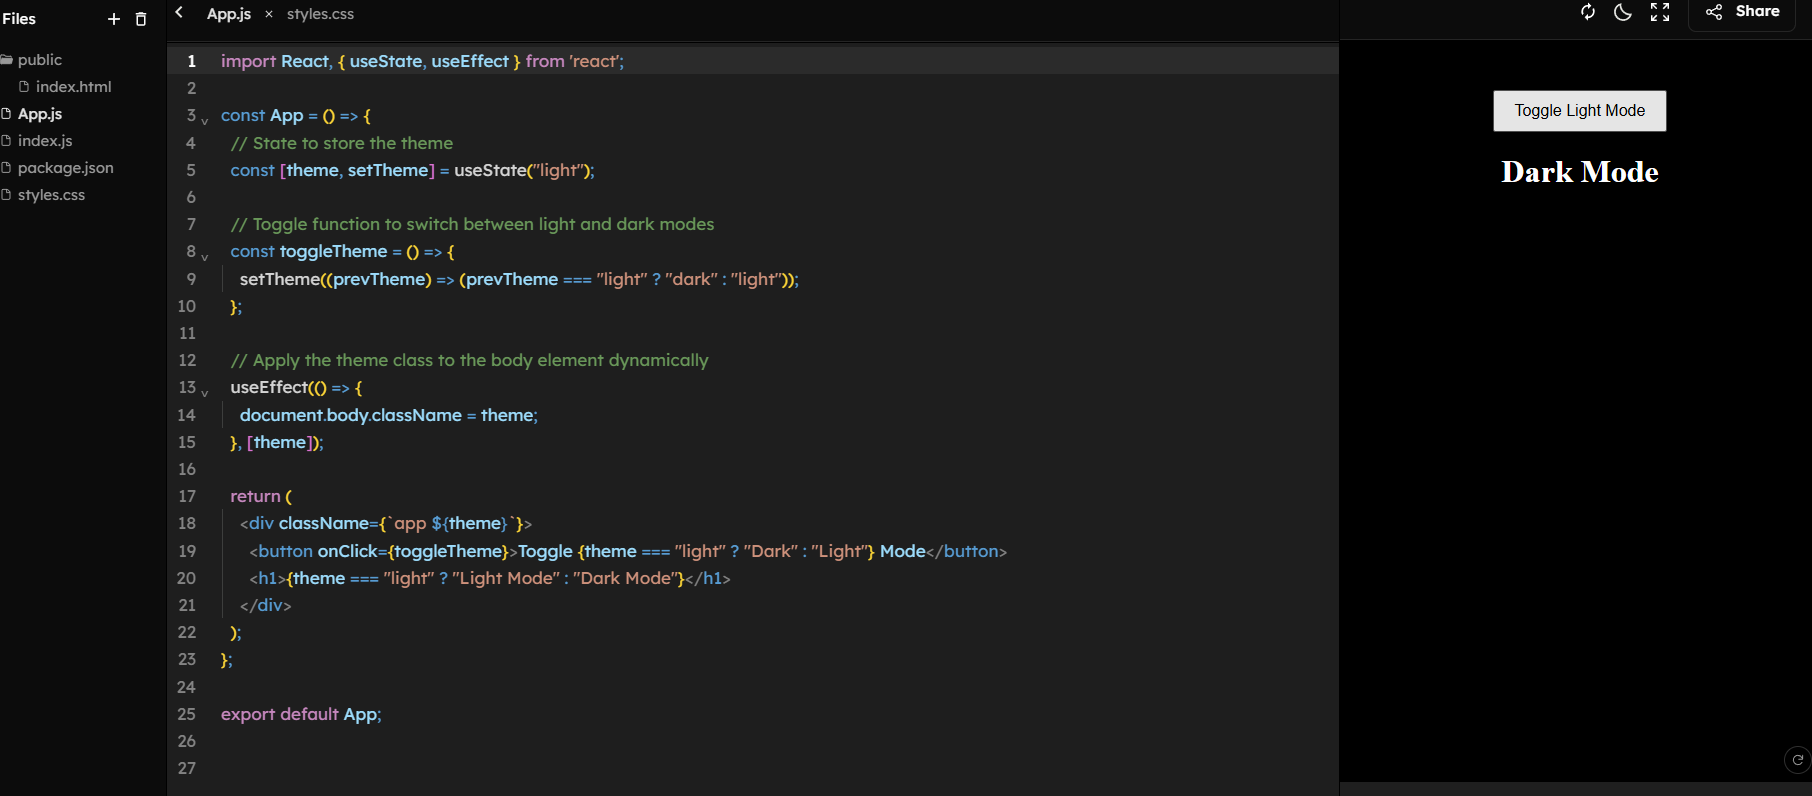 Files
public
index.html
App.js
index.js
package.json
styles.css
App.js × styles.css
1 import React, { useState, useEffect } from 'react';
2
3 const App = () => {
4 // State to store the theme
5 const [theme, setTheme] = useState("light");
6
7 // Toggle function to switch between light and dark modes
8 const toggleTheme = () => {
9 setTheme((prevTheme) => (prevTheme === "light" ? "dark" : "light"));
10 };
11
12 // Apply the theme class to the body element dynamically
13 useEffect(() => {
14 document.body.className = theme;
15 }, [theme]);
16
17 return (
18 <div className={`app ${theme}`}>
19 <button onClick={toggleTheme}>Toggle {theme === "light" ? "Dark" : "Light"} Mode</button>
20 <h1>{theme === "light" ? "Light Mode" : "Dark Mode"}</h1>
21 </div>
22 );
23 };
24
25 export default App;
26
27
Share
Toggle Light Mode
Dark Mode